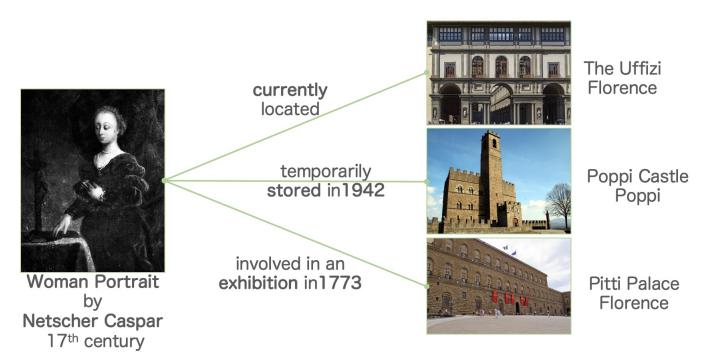 currently
located
The Uffizi
Florence
temporarily
stored in1942
Poppi Castle
Poppi
involved in an
exhibition in1773
Pitti Palace
Florence
Woman Portrait
by
Netscher Caspar
17th century